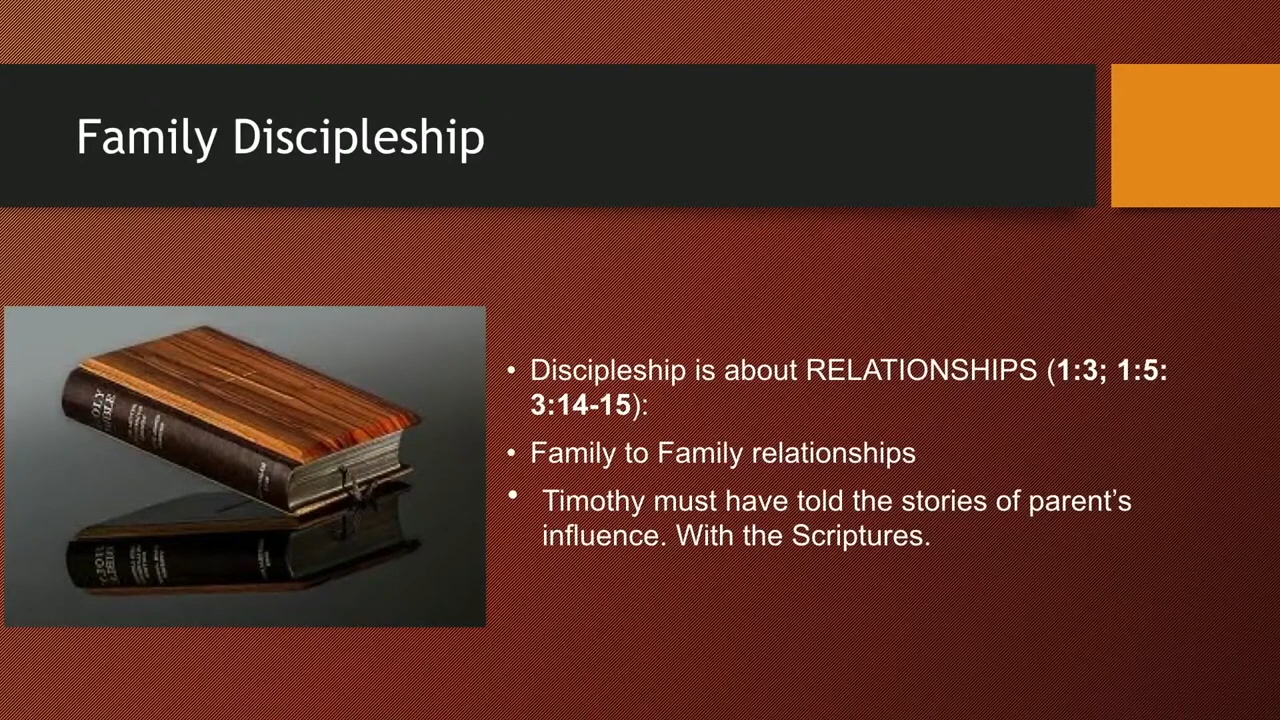 Family Discipleship
• Discipleship is about RELATIONSHIPS (1:3; 1:5:
3:14-15):
• Family to Family relationships
• Timothy must have told the stories of parent’s
influence. With the Scriptures.